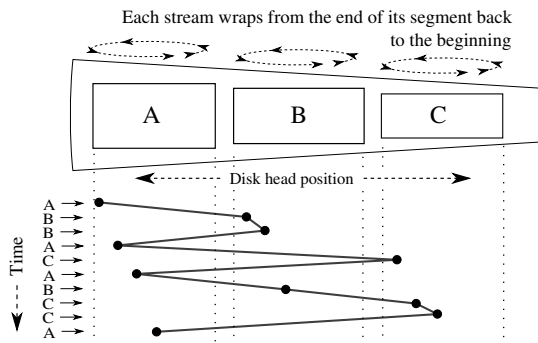 Each stream wraps from the end of its segment back
to the beginning
A
B
C
Disk head position
Time
A
B
B
A
C
A
B
C
C
A